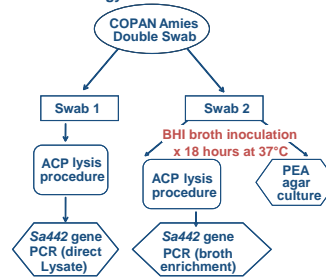 COPAN Amies
Double Swab
Swab 1
Swab 2
BHI broth inoculation
x 18 hours at 37°C
ACP lysis
procedure
ACP lysis
procedure
PEA
agar
culture
Sa442 gene
PCR (direct
Lysate)
Sa442 gene
PCR (broth
enrichment)